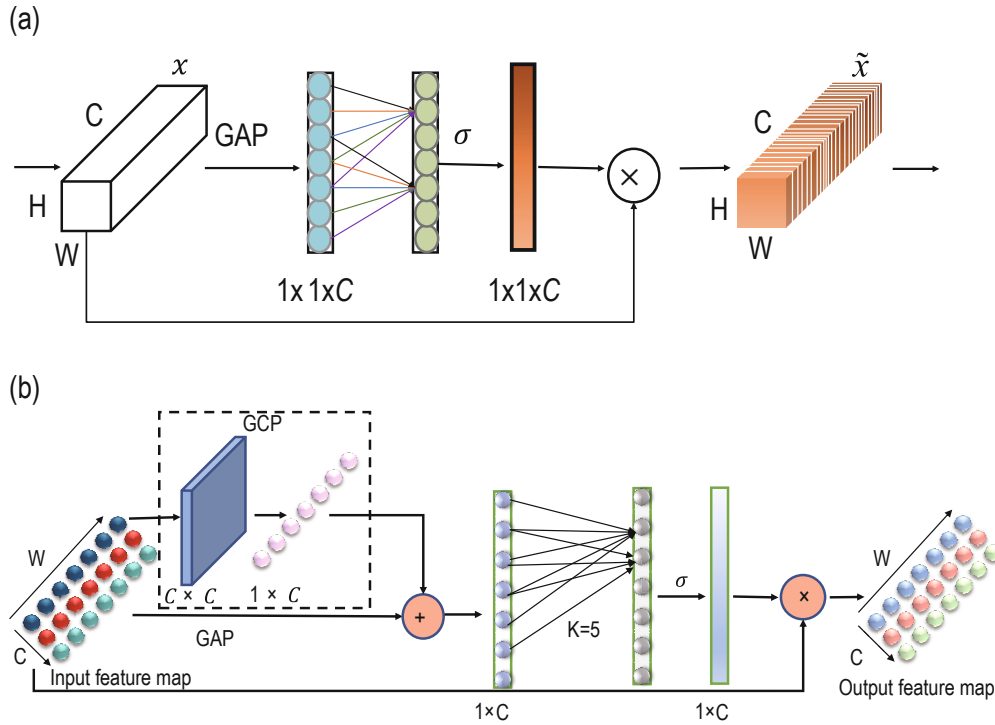 (a)
x
C
GAP
H
W
1x 1xC
σ
1x1xC
×
x̃
C
H
W
(b)
GCP
W
C × C
1 × C
C
GAP
Input feature map
+
K=5
1×C
σ
1×C
×
W
C
Output feature map